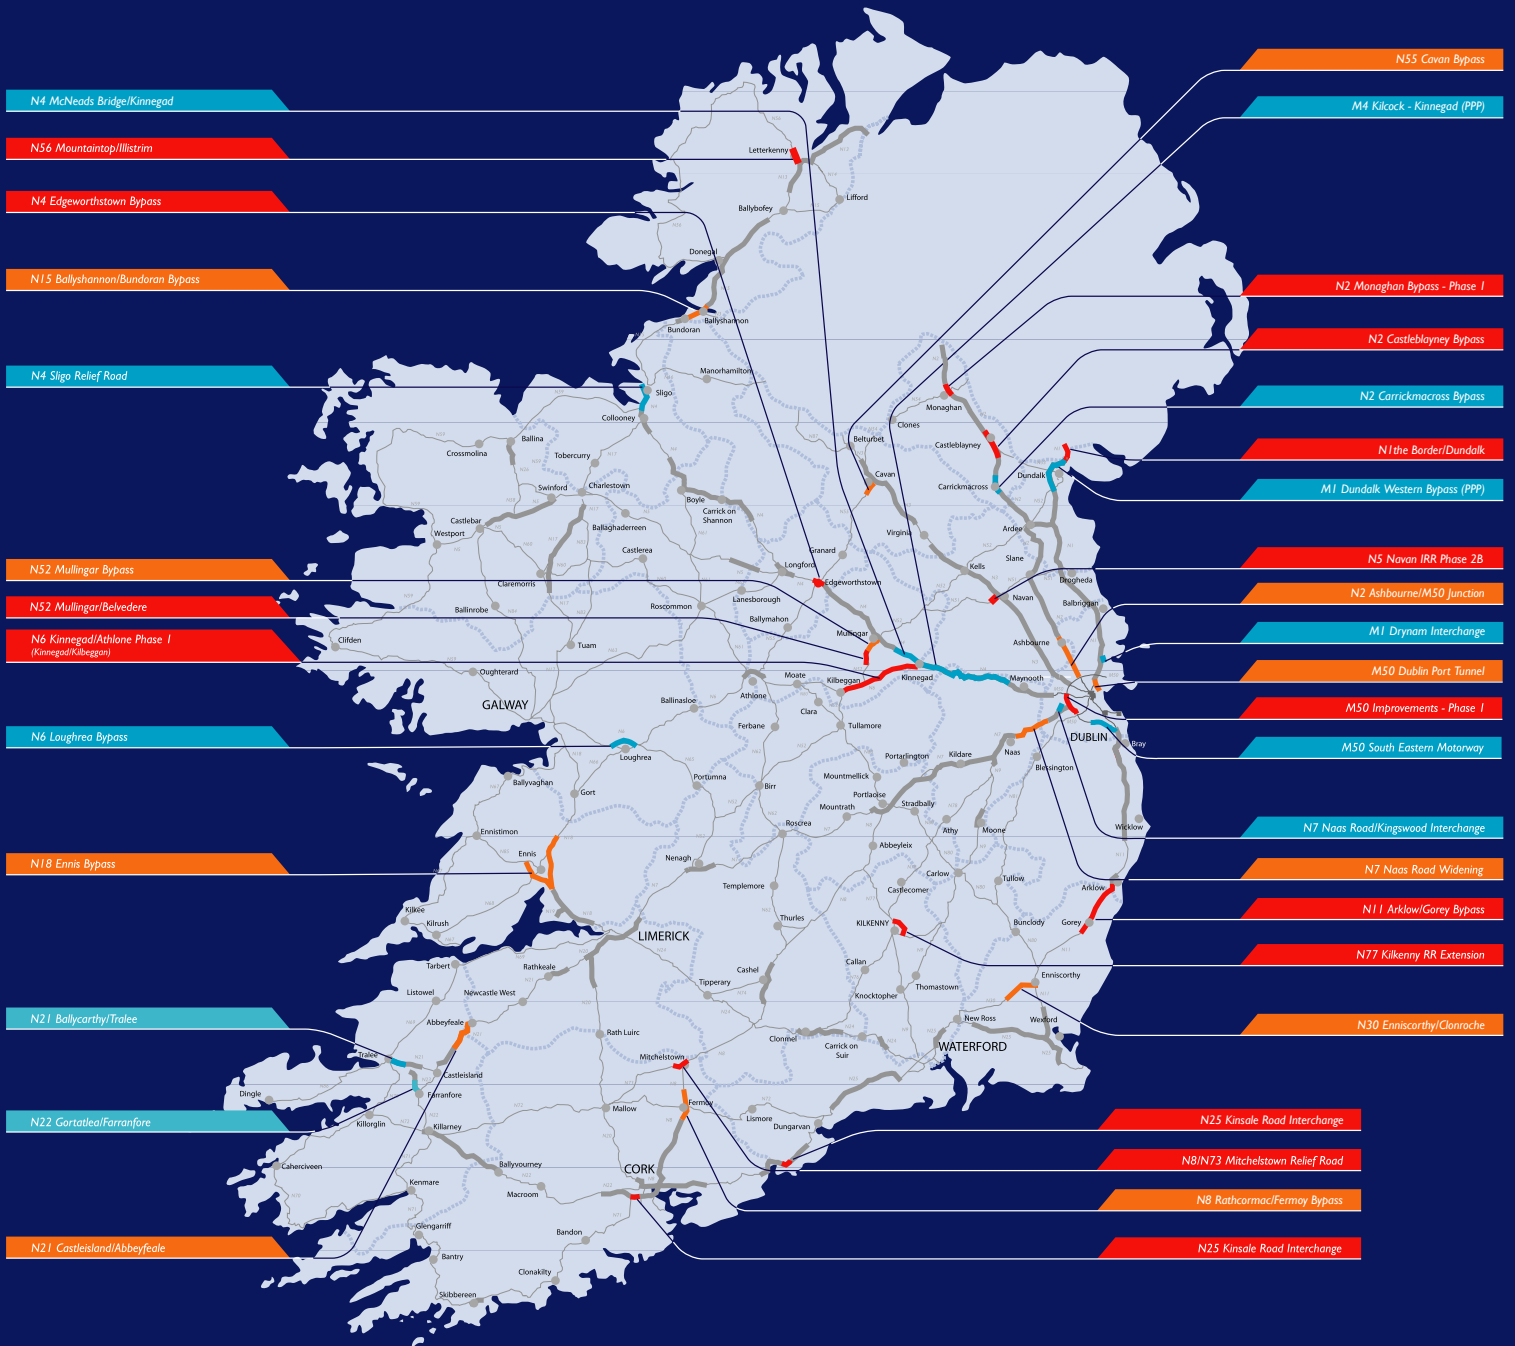 N4 McNeads Bridge/Kinnegad
N56 Mountaintop/Illistrim
N4 Edgeworthstown Bypass
N15 Ballyshannon/Bundoran Bypass
N4 Sligo Relief Road
N52 Mullingar Bypass
N52 Mullingar/Belvedere
N6 Kinnegad/Athlone Phase 1
(Kinnegad/Kilbeggan)
N6 Loughrea Bypass
N18 Ennis Bypass
N21 Ballycarthy/Tralee
N22 Gortatlea/Farranfore
N21 Castleisland/Abbeyfeale
N55 Cavan Bypass
M4 Kilcock - Kinnegad (PPP)
N2 Monaghan Bypass - Phase 1
N2 Castleblayney Bypass
N2 Carrickmacross Bypass
N1the Border/Dundalk
M1 Dundalk Western Bypass (PPP)
N5 Navan IRR Phase 2B
N2 Ashbourne/M50 Junction
M1 Drynam Interchange
M50 Dublin Port Tunnel
M50 Improvements - Phase 1
M50 South Eastern Motorway
N7 Naas Road/Kingswood Interchange
N7 Naas Road Widening
N11 Arklow/Gorey Bypass
N77 Kilkenny RR Extension
N30 Enniscorthy/Clonroche
N25 Kinsale Road Interchange
N8/N73 Mitchelstown Relief Road
N8 Rathcormac/Fermoy Bypass
N25 Kinsale Road Interchange
Letterkenny
Lifford
Ballybofey
Donegal
Ballyshannon
Bundoran
Manorhamilton
Sligo
Collooney
Monaghan
Clones
Belturbet
Castleblayney
Ballina
Crossmolina
Tobercurry
Cavan
Dundalk
Carrickmacross
Swinford
Charlestown
Boyle
Carrick on
Shannon
Castlebar
Ballaghaderreen
Westport
Virginia
Ardee
Castlerea
Granard
Slane
Longford
Kells
Claremorris
Edgeworthstown
Drogheda
Lanesborough
Navan
Balbriggan
Ballinrobe
Roscommon
Ballymahon
Clifden
Tuam
Mullingar
Ashbourne
Oughterard
Moate
Kilbeggan
Kinnegad
Maynooth
Athlone
GALWAY
Ballinasloe
Clara
Ferbane
Tullamore
DUBLIN
Bray
Loughrea
Portarlington
Kildare
Naas
Blessington
Ballyvaghan
Portumna
Birr
Mountmellick
Gort
Portlaoise
Mountrath
Stradbally
Ennistimon
Roscrea
Athy
Moone
Wicklow
Abbeyleix
Ennis
Nenagh
Carlow
Tullow
Templemore
Castlecomer
Arklow
Kilkee
Kilrush
Thurles
KILKENNY
Bunclody
Gorey
LIMERICK
Tarbert
Rathkeale
Cashel
Callan
Enniscorthy
Tipperary
Thomastown
Listowel
Newcastle West
Knocktopher
Abbeyfeale
New Ross
Wexford
Rath Luirc
Clonmel
Carrick on
Suir
WATERFORD
Tralee
Mitchelstown
Castleisland
Dingle
Farranfore
Mallow
Fermoy
Lismore
Killorglin
Dungarvan
Killarney
Caherciveen
Ballyvourney
CORK
Kenmare
Macroom
Glengarriff
Bandon
Bantry
Clonakilty
Skibbereen